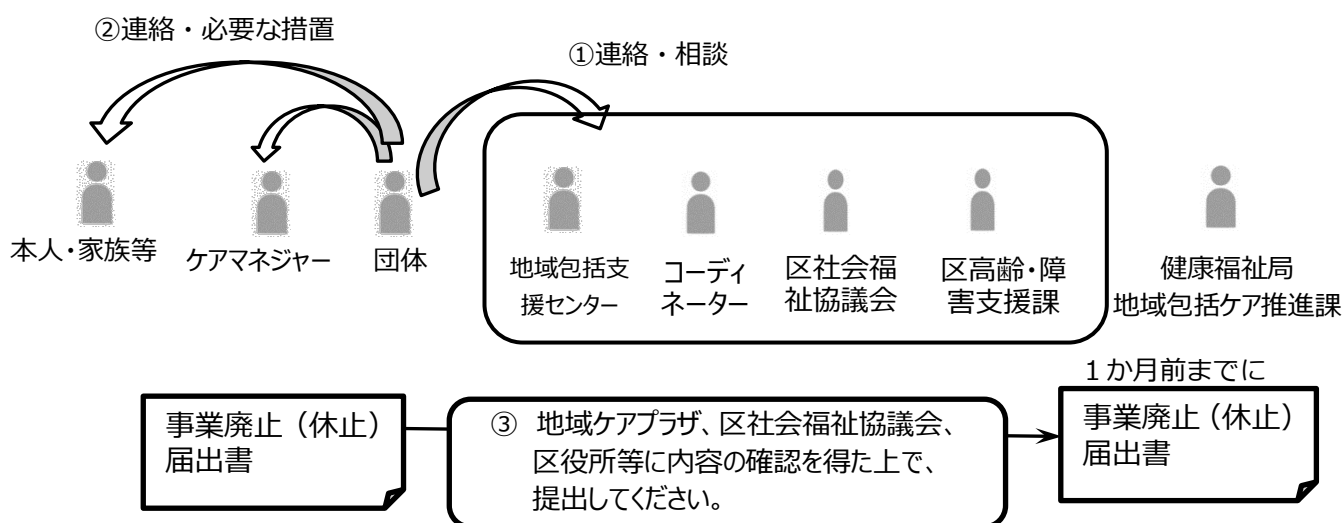 ②連絡・必要な措置
①連絡・相談
本人・家族等
ケアマネジャー
団体
地域包括支
援センター
コーディ
ネーター
区社会福
祉協議会
区高齢・障
害支援課
健康福祉局
地域包括ケア推進課
1か月前までに
事業廃止（休止）
届出書
③ 地域ケアプラザ、区社会福祉協議会、
区役所等に内容の確認を得た上で、
提出してください。
事業廃止（休止）
届出書